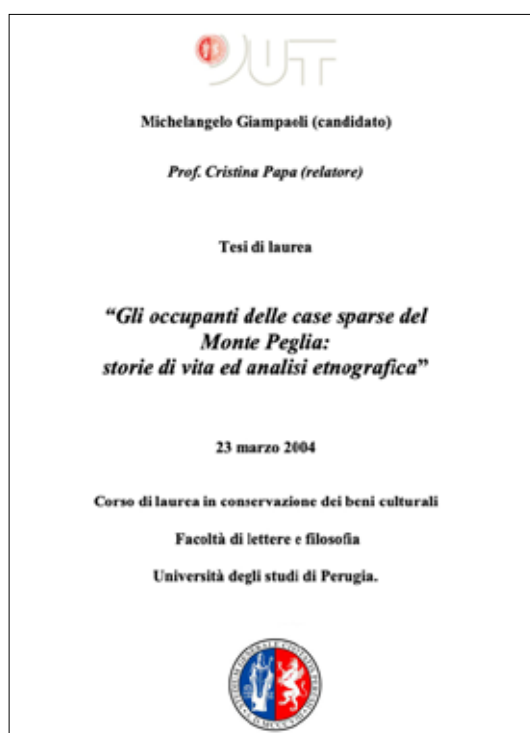 Michelangelo Giampaoli (candidato)
Prof. Cristina Papa (relatore)
Tesi di laurea
“Gli occupanti delle case sparse del
Monte Peglia:
storie di vita ed analisi etnografica”
23 marzo 2004
Corso di laurea in conservazione dei beni culturali
Facoltà di lettere e filosofia
Università degli studi di Perugia.